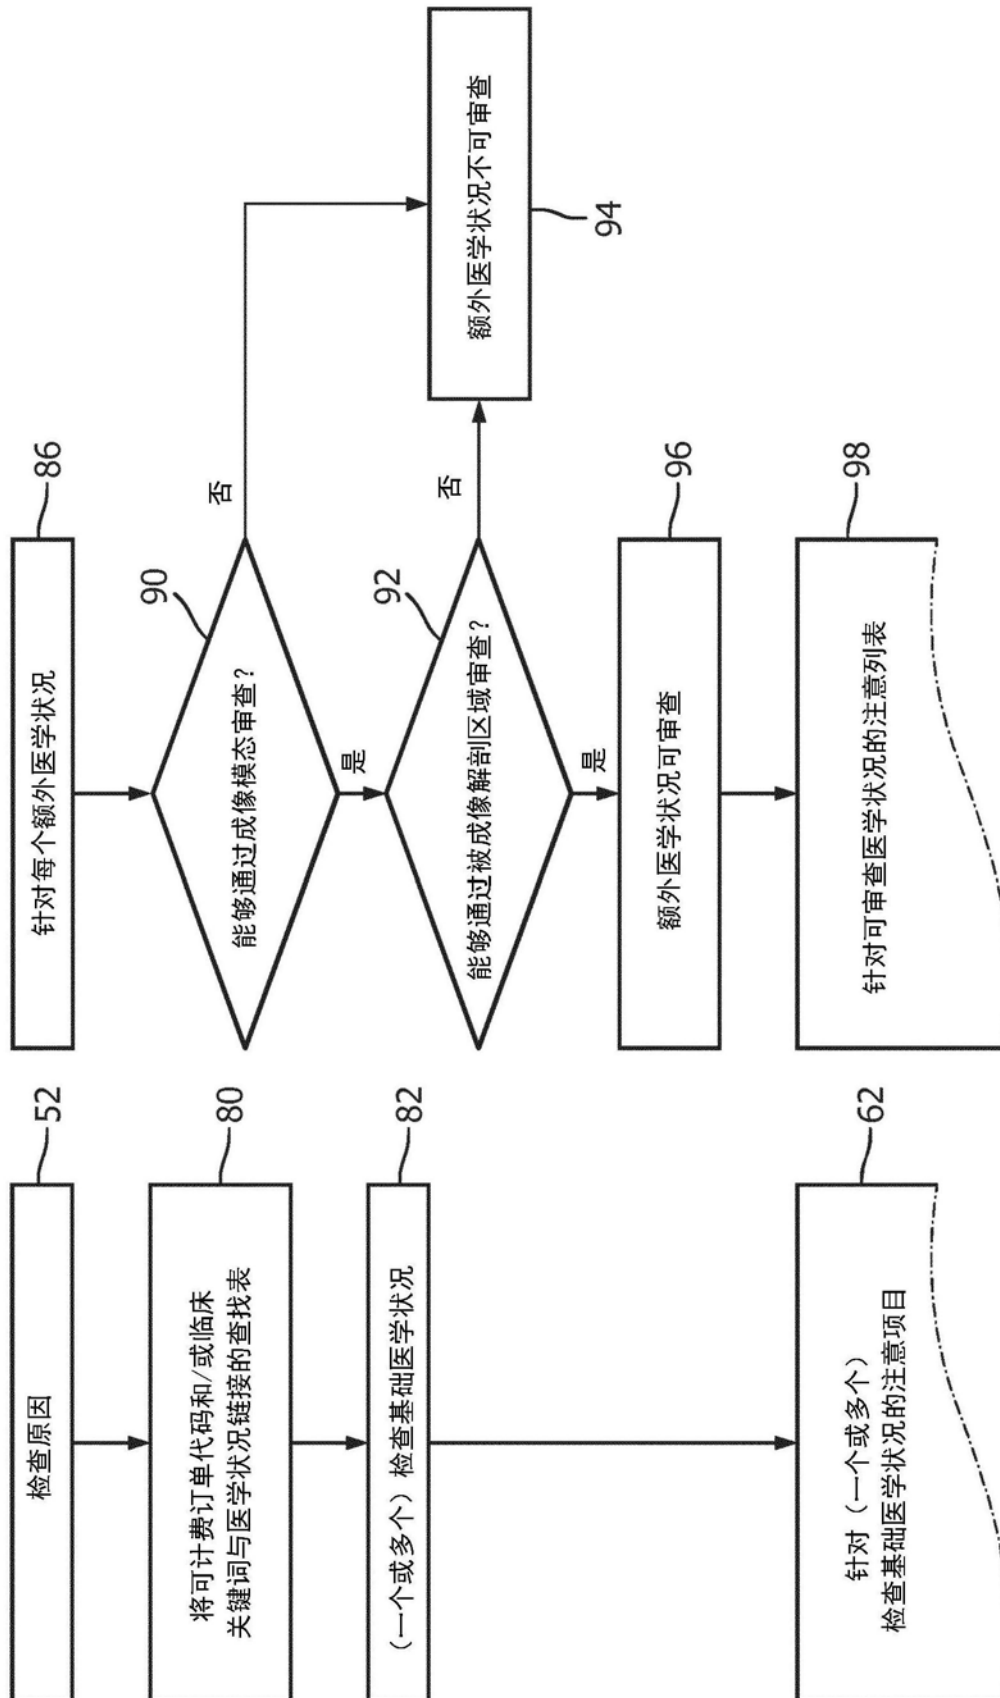 检查原因
52
将可计费订单代码和/或临床
关键词与医学状况链接的查找表
80
（一个或多个）检查基础医学状况
82
针对（一个或多个）
检查基础医学状况的注意项目
62
针对每个额外医学状况
86
能够通过成像模态审查？
90
否
是
能够通过被成像解剖区域审查？
92
否
是
额外医学状况不可审查
94
额外医学状况可审查
96
针对可审查医学状况的注意列表
98